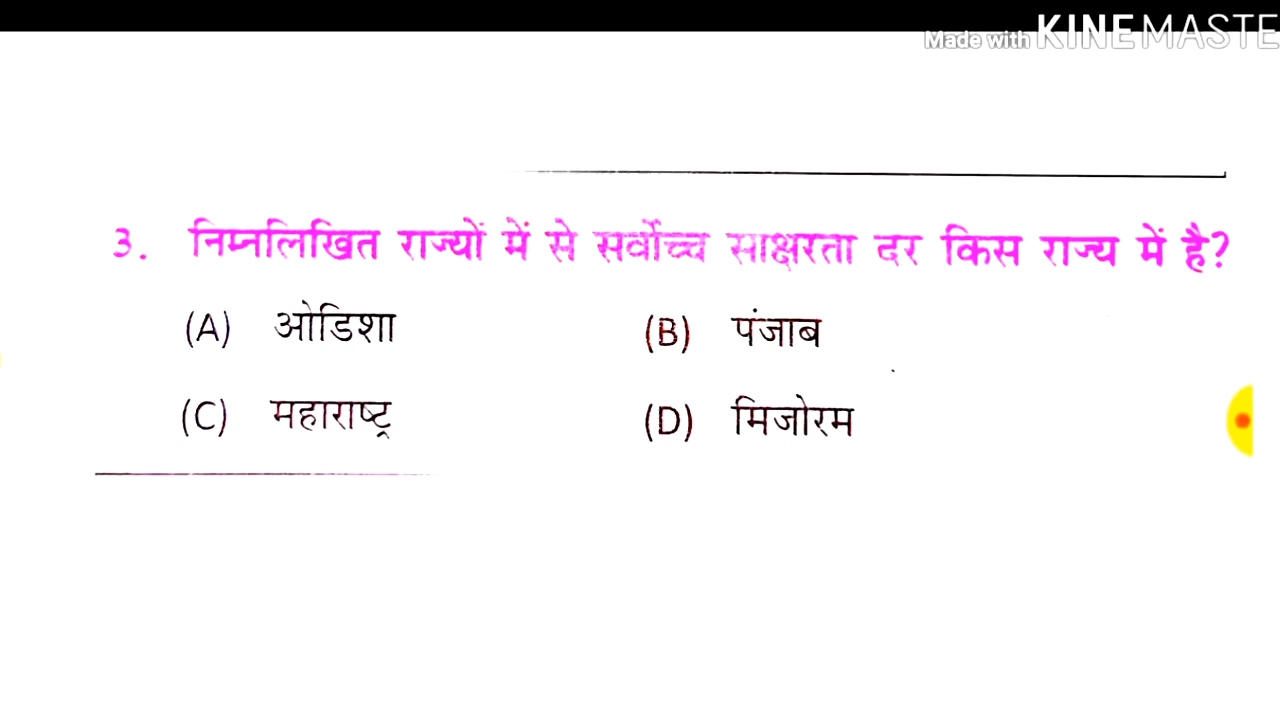 Made with KINEMASTE
3. निम्नलिखित राज्यों में से सर्वोच्च साक्षरता दर किस राज्य में है?
(A) ओडिशा (B) पंजाब
(C) महाराष्ट्र (D) मिजोरम